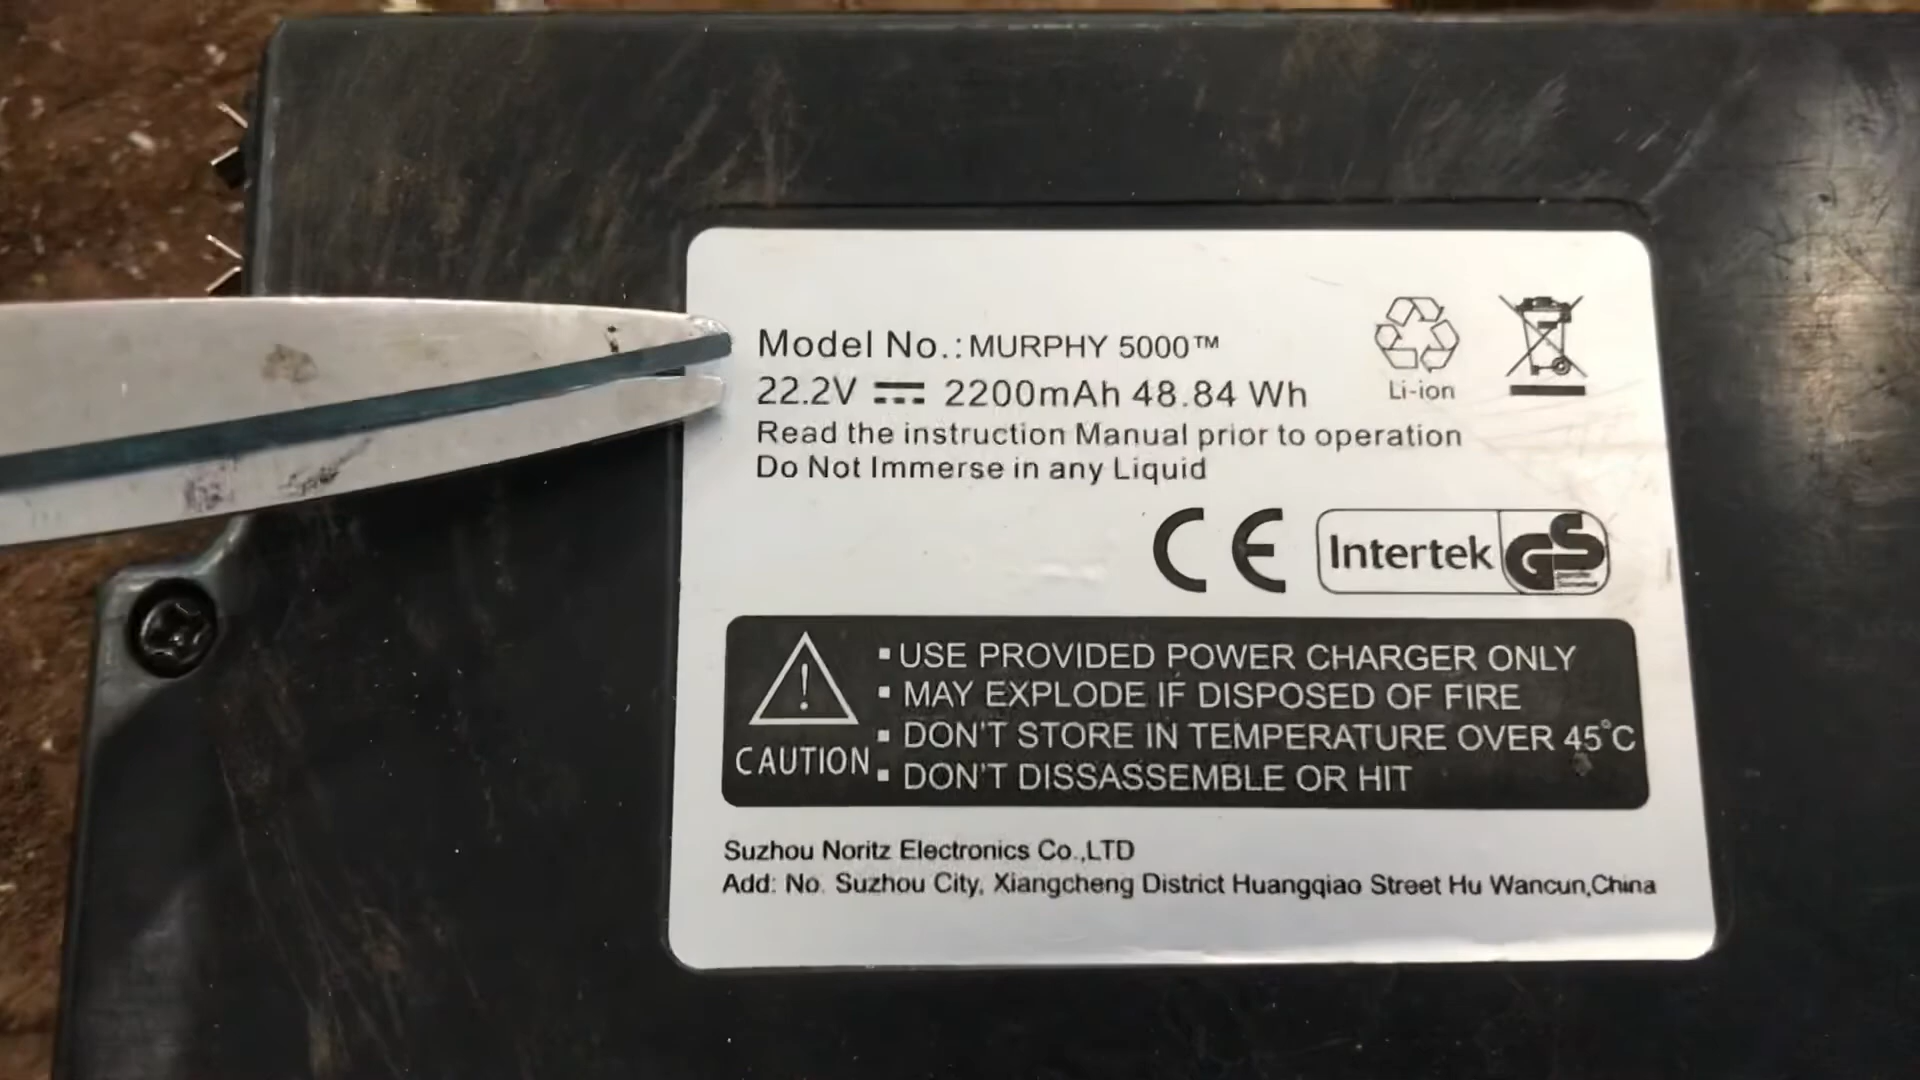 Model No.: MURPHY 5000™
22.2V 2200mAh 48.84 Wh
Read the instruction Manual prior to operation
Do Not Immerse in any Liquid
Li-ion
CE Intertek GS
CAUTION
▪ USE PROVIDED POWER CHARGER ONLY
▪ MAY EXPLODE IF DISPOSED OF FIRE
▪ DON'T STORE IN TEMPERATURE OVER 45°C
▪ DON'T DISSASSEMBLE OR HIT
Suzhou Noritz Electronics Co.,LTD
Add: No. Suzhou City, Xiangcheng District Huangqiao Street Hu Wancun,China